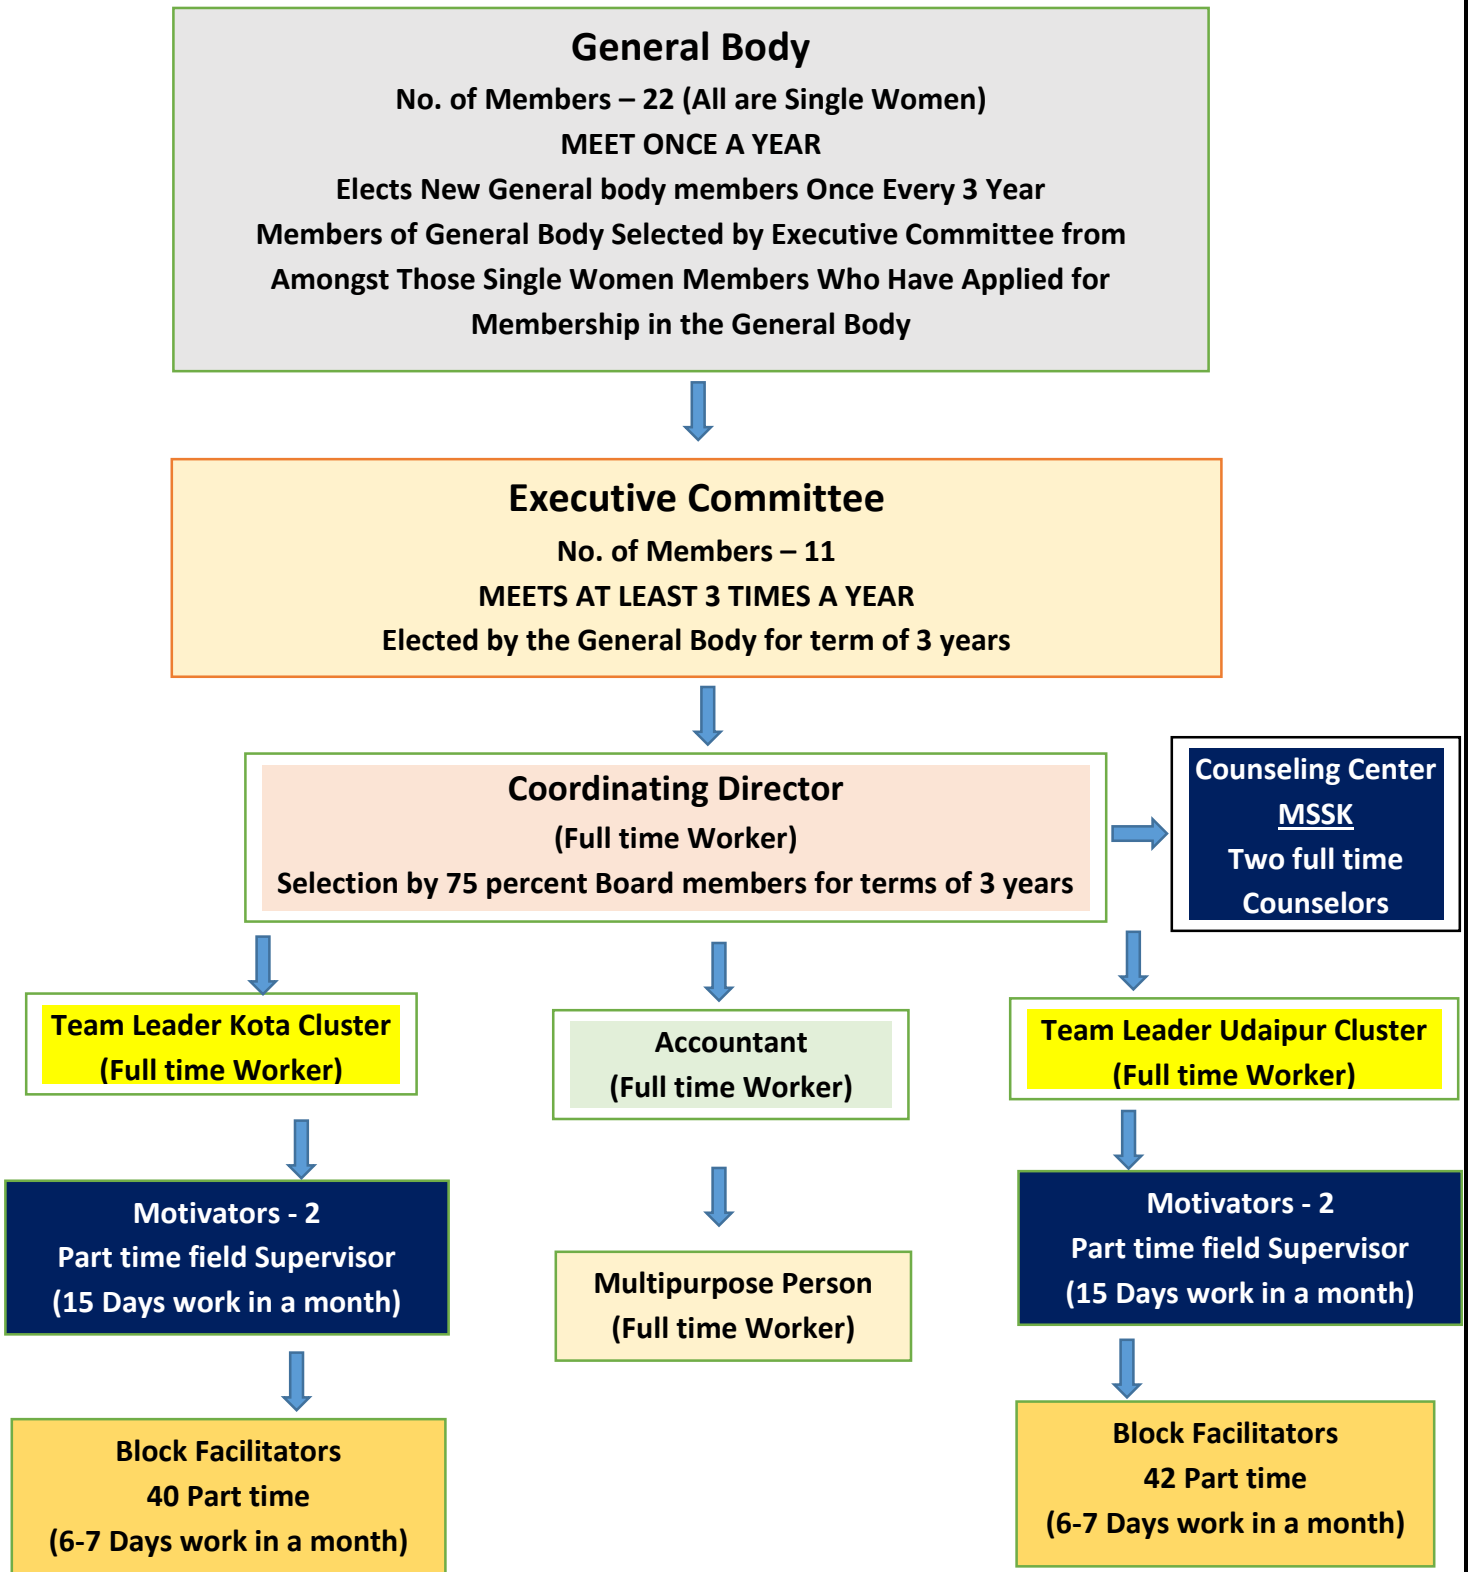 General Body
No. of Members – 22 (All are Single Women)
MEET ONCE A YEAR
Elects New General body members Once Every 3 Year
Members of General Body Selected by Executive Committee from
Amongst Those Single Women Members Who Have Applied for
Membership in the General Body
Executive Committee
No. of Members – 11
MEETS AT LEAST 3 TIMES A YEAR
Elected by the General Body for term of 3 years
Coordinating Director
(Full time Worker)
Selection by 75 percent Board members for terms of 3 years
Counseling Center
MSSK
Two full time
Counselors
Team Leader Kota Cluster
(Full time Worker)
Accountant
(Full time Worker)
Team Leader Udaipur Cluster
(Full time Worker)
Motivators - 2
Part time field Supervisor
(15 Days work in a month)
Multipurpose Person
(Full time Worker)
Motivators - 2
Part time field Supervisor
(15 Days work in a month)
Block Facilitators
40 Part time
(6-7 Days work in a month)
Block Facilitators
42 Part time
(6-7 Days work in a month)